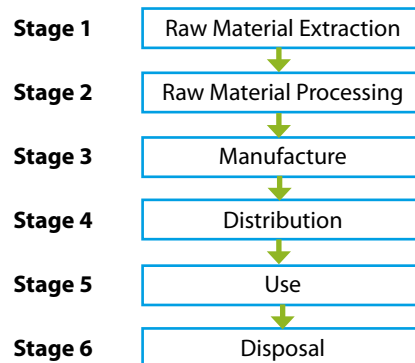 Stage 1 Raw Material Extraction
Stage 2 Raw Material Processing
Stage 3 Manufacture
Stage 4 Distribution
Stage 5 Use
Stage 6 Disposal